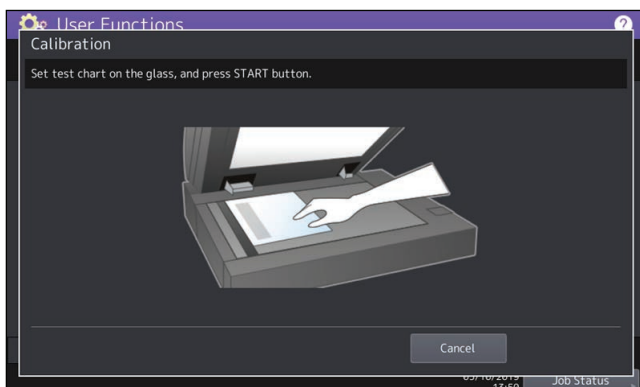 User Functions
?
Calibration
Set test chart on the glass, and press START button.
Cancel
Job Status